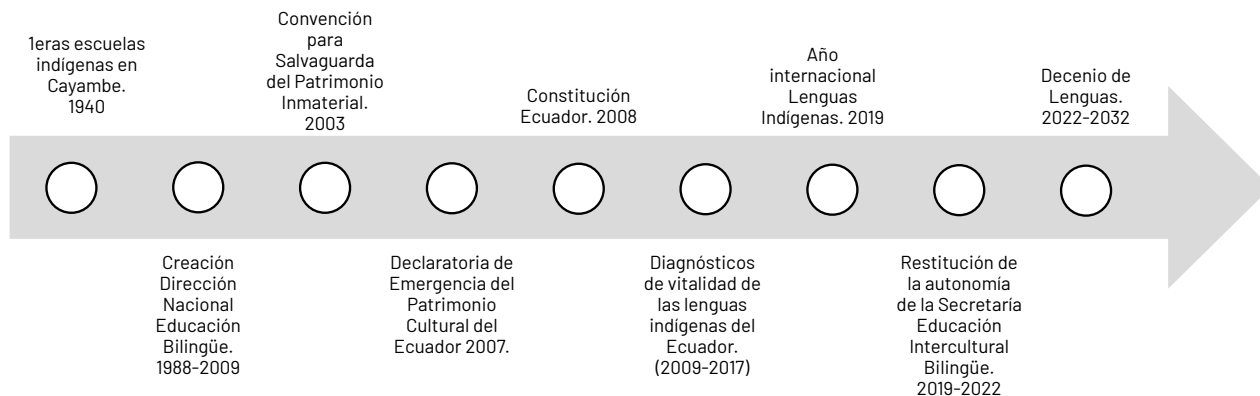 1eras escuelas
indígenas en
Cayambe.
1940
Creación
Dirección
Nacional
Educación
Bilingüe.
1988-2009
Convención
para
Salvaguarda
del Patrimonio
Inmaterial.
2003
Declaratoria de
Emergencia del
Patrimonio
Cultural del
Ecuador 2007.
Constitución
Ecuador. 2008
Diagnósticos
de vitalidad de
las lenguas
indígenas del
Ecuador.
(2009-2017)
Año
internacional
Lenguas
Indígenas. 2019
Restitución de
la autonomía
de la Secretaría
Educación
Intercultural
Bilingüe.
2019-2022
Decenio de
Lenguas.
2022-2032